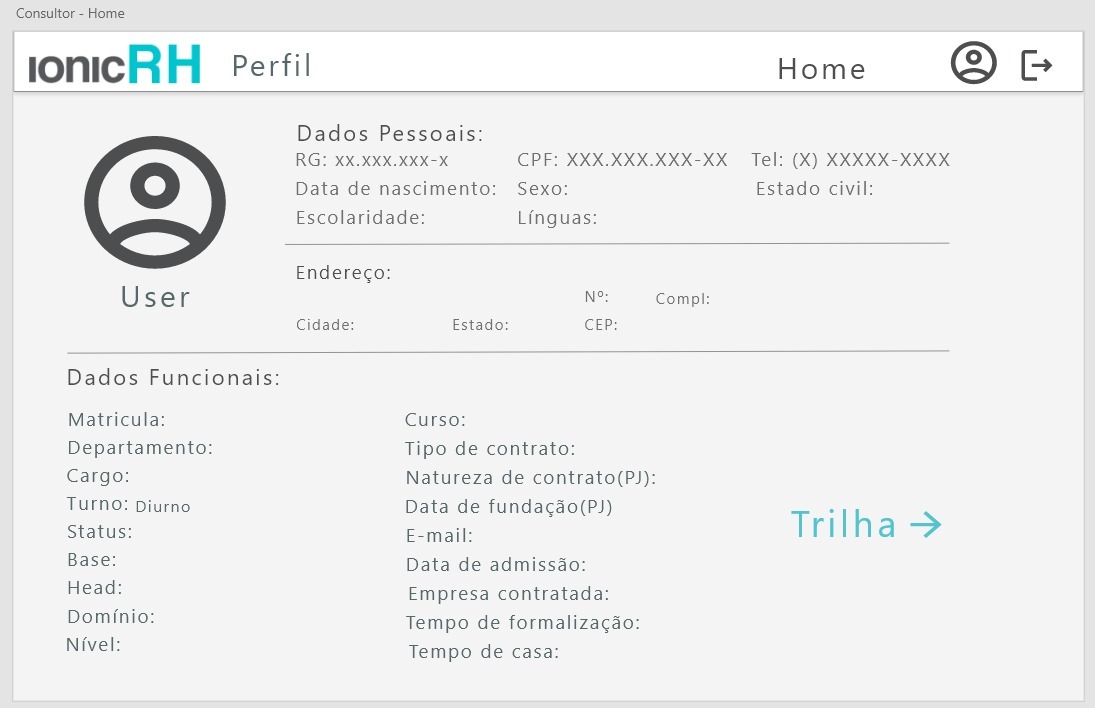 Consultor - Home
ionicRH Perfil Home
Dados Pessoais:
RG: xx.xxx.xxx-x CPF: XXX.XXX.XXX-XX Tel: (X) XXXXX-XXXX
Data de nascimento: Sexo: Estado civil:
Escolaridade: Línguas:
User
Endereço:
Nº: Compl:
Cidade: Estado: CEP:
Dados Funcionais:
Matricula:
Departamento:
Cargo:
Turno: Diurno
Status:
Base:
Head:
Domínio:
Nível:
Curso:
Tipo de contrato:
Natureza de contrato(PJ):
Data de fundação(PJ)
E-mail:
Data de admissão:
Empresa contratada:
Tempo de formalização:
Tempo de casa:
Trilha →